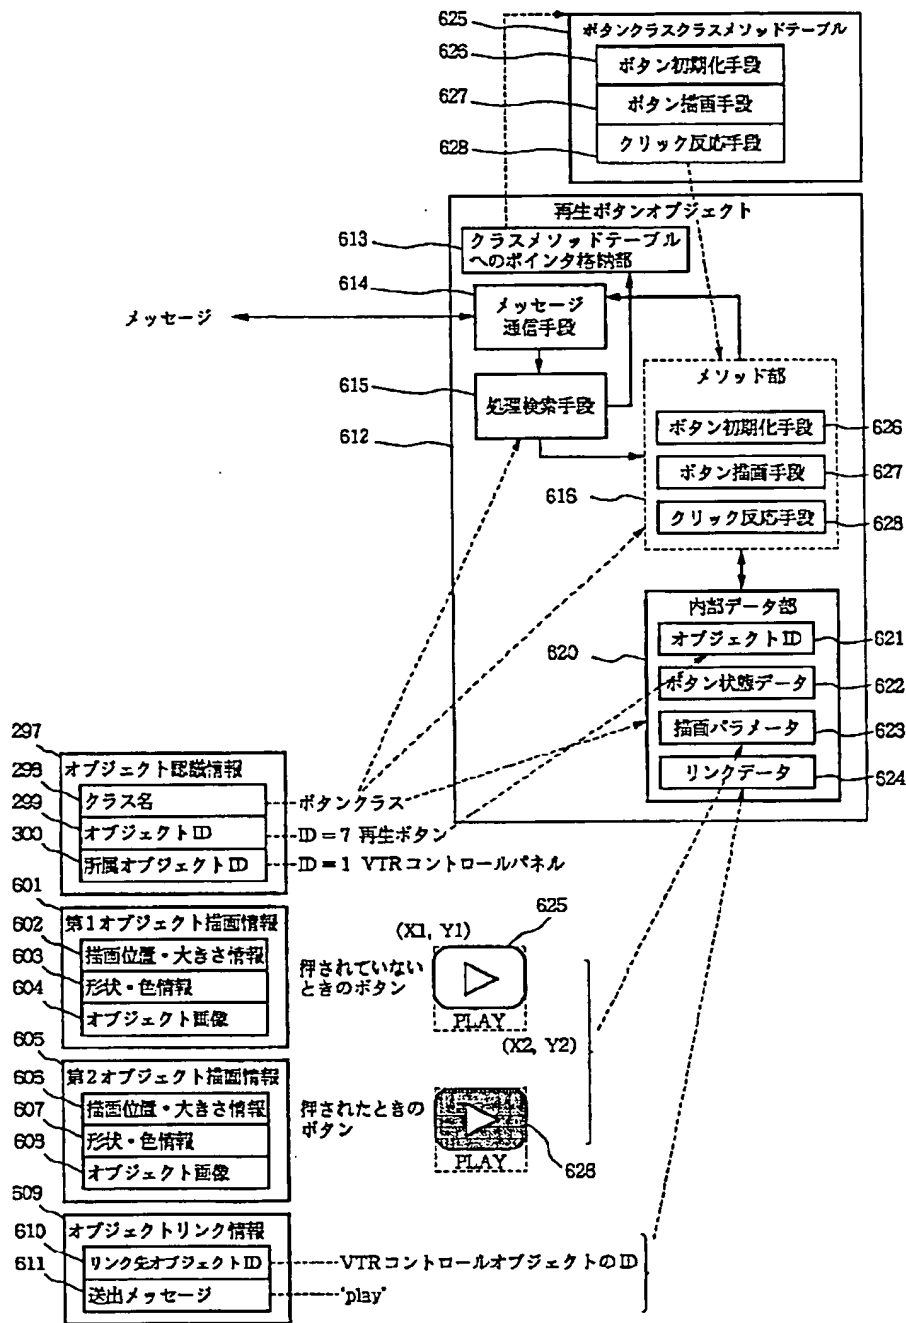 625
ボタンクラスクラスメソッドテーブル
626
ボタン初期化手段
627
ボタン描画手段
628
クリック反応手段
再生ボタンオブジェクト
613
クラスメソッドテーブル
へのポインタ格納部
614
メッセージ
通信手段
メッセージ
615
処理検索手段
612
メソッド部
ボタン初期化手段
626
ボタン描画手段
627
616
クリック反応手段
628
内部データ部
オブジェクトID
621
620
ボタン状態データ
622
描画パラメータ
623
リンクデータ
624
297
オブジェクト認識情報
298
クラス名
ボタンクラス
299
オブジェクトID
ID=7 再生ボタン
300
所属オブジェクトID
ID=1 VTRコントロールパネル
601
第1オブジェクト描画情報
602
描画位置・大きさ情報
603
形状・色情報
604
オブジェクト画像
押されていない
ときのボタン
(X1, Y1)
625
PLAY
(X2, Y2)
605
第2オブジェクト描画情報
606
描画位置・大きさ情報
607
形状・色情報
608
オブジェクト画像
押されたときの
ボタン
PLAY
626
609
オブジェクトリンク情報
610
リンク先オブジェクトID
VTRコントロールオブジェクトのID
611
送出メッセージ
'play'